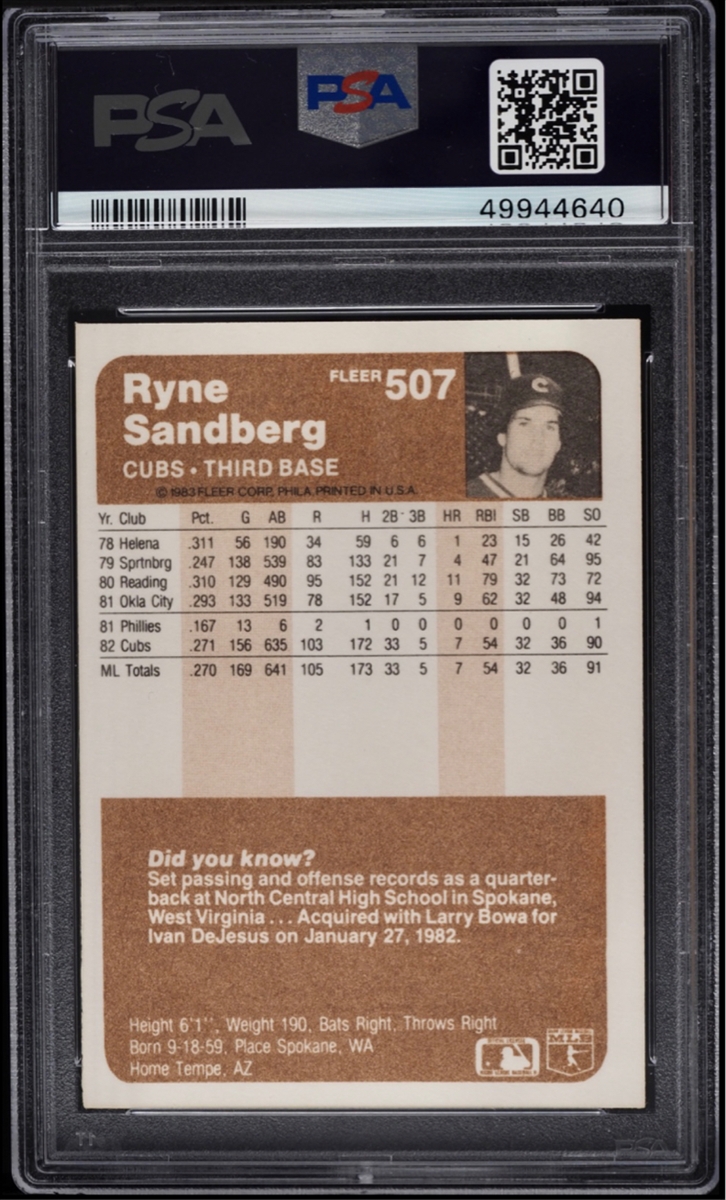 PSA
PSA
49944640
Ryne
Sandberg
FLEER 507
C
CUBS • THIRD BASE
© 1983 FLEER CORP. PHILA. PRINTED IN U.S.A.
Yr. Club Pct. G AB R H 2B 3B HR RBI SB BB SO
78 Helena .311 56 190 34 59 6 6 1 23 15 26 42
79 Sprtnbrg .247 138 539 83 133 21 7 4 47 21 64 95
80 Reading .310 129 490 95 152 21 12 11 79 32 73 72
81 Okla City .293 133 519 78 152 17 5 9 62 32 48 94
81 Phillies .167 13 6 2 1 0 0 0 0 0 0 1
82 Cubs .271 156 635 103 172 33 5 7 54 32 36 90
ML Totals .270 169 641 105 173 33 5 7 54 32 36 91
Did you know?
Set passing and offense records as a quarter-
back at North Central High School in Spokane,
West Virginia . . . Acquired with Larry Bowa for
Ivan DeJesus on January 27, 1982.
Height 6'1'', Weight 190, Bats Right, Throws Right
Born 9-18-59, Place Spokane, WA
Home Tempe, AZ
MLB